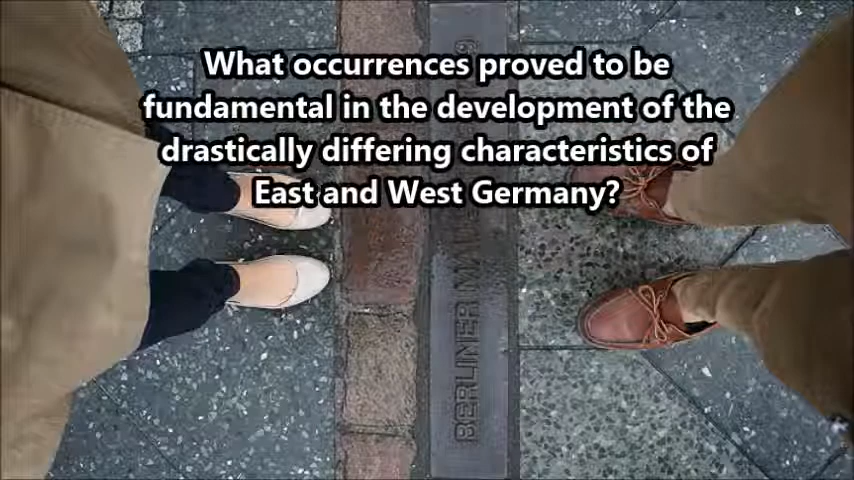 What occurrences proved to be
fundamental in the development of the
drastically differing characteristics of
East and West Germany?
BERLINER MAUER